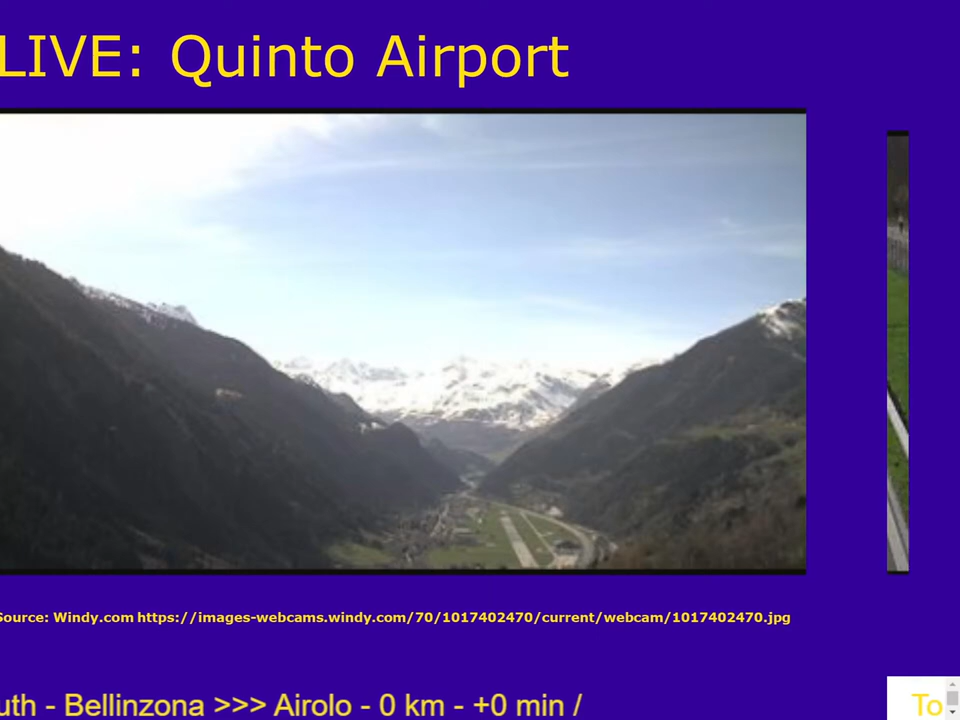 LIVE: Quinto Airport
Source: Windy.com https://images-webcams.windy.com/70/1017402470/current/webcam/1017402470.jpg
uth - Bellinzona >>> Airolo - 0 km - +0 min /
To